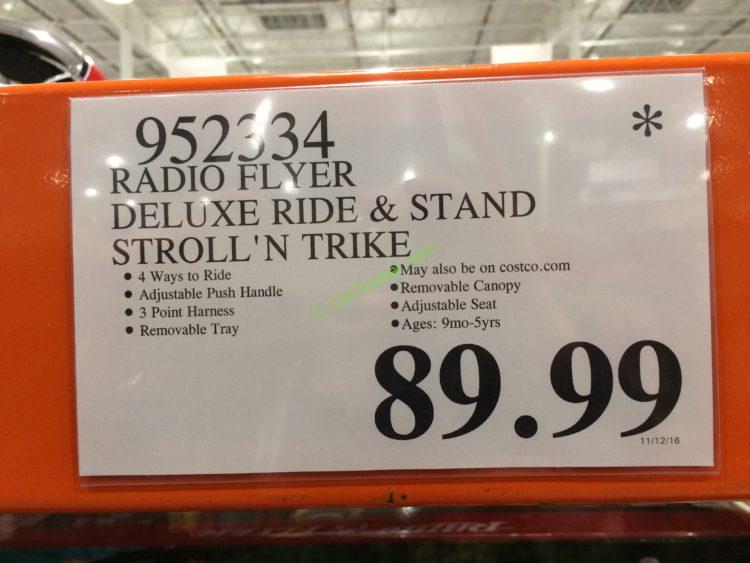 952334
*
RADIO FLYER
DELUXE RIDE & STAND
STROLL'N TRIKE
• 4 Ways to Ride
• Adjustable Push Handle
• 3 Point Harness
• Removable Tray
• May also be on costco.com
• Removable Canopy
• Adjustable Seat
• Ages: 9mo-5yrs
89.99
11/12/16